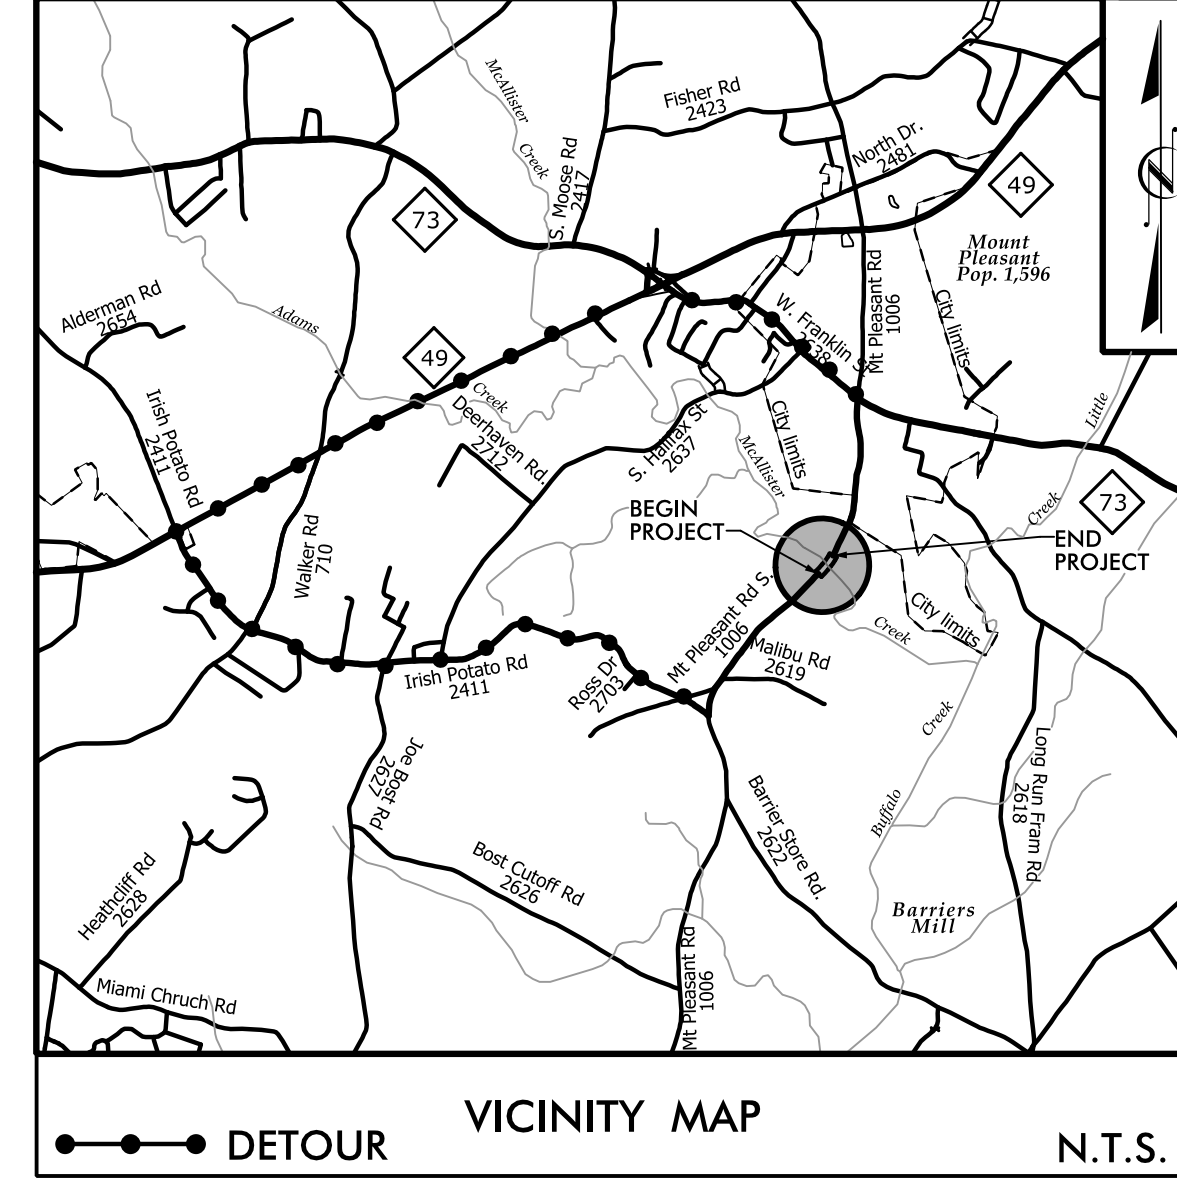 McAllister
Creek
S. Moose Rd
2417
Fisher Rd
2423
North Dr.
2481
49
73
Mount
Pleasant
Pop. 1,596
Alderman Rd
2654
Adams
Mt Pleasant Rd
1006
City limits
W. Franklin S.
2638
49
Creek
Irish Potato Rd
2411
Deerhaven Rd.
2712
S. Halifax St
2637
City limits
McAllister
Little
Creek
73
BEGIN
PROJECT
END
PROJECT
Walker Rd
710
City limits
Creek
Mt Pleasant Rd S.
1006
Malibu Rd
2619
Irish Potato Rd
2411
Ross Dr
2703
Creek
Joe Bost Rd
2627
Long Run Fram Rd
2618
Barrier Store Rd.
2622
Buffalo
Heathcliff Rd
2628
Bost Cutoff Rd
2626
Barriers
Mill
Mt Pleasant Rd
1006
Miami Chruch Rd
VICINITY MAP
DETOUR
N.T.S.